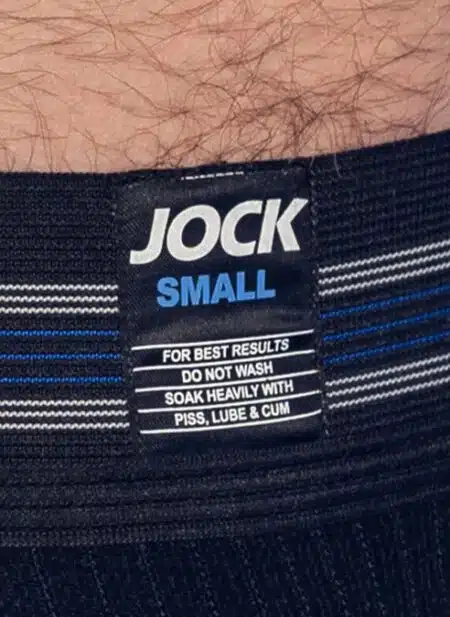 JOCK
SMALL
FOR BEST RESULTS
DO NOT WASH
SOAK HEAVILY WITH
PISS, LUBE & CUM